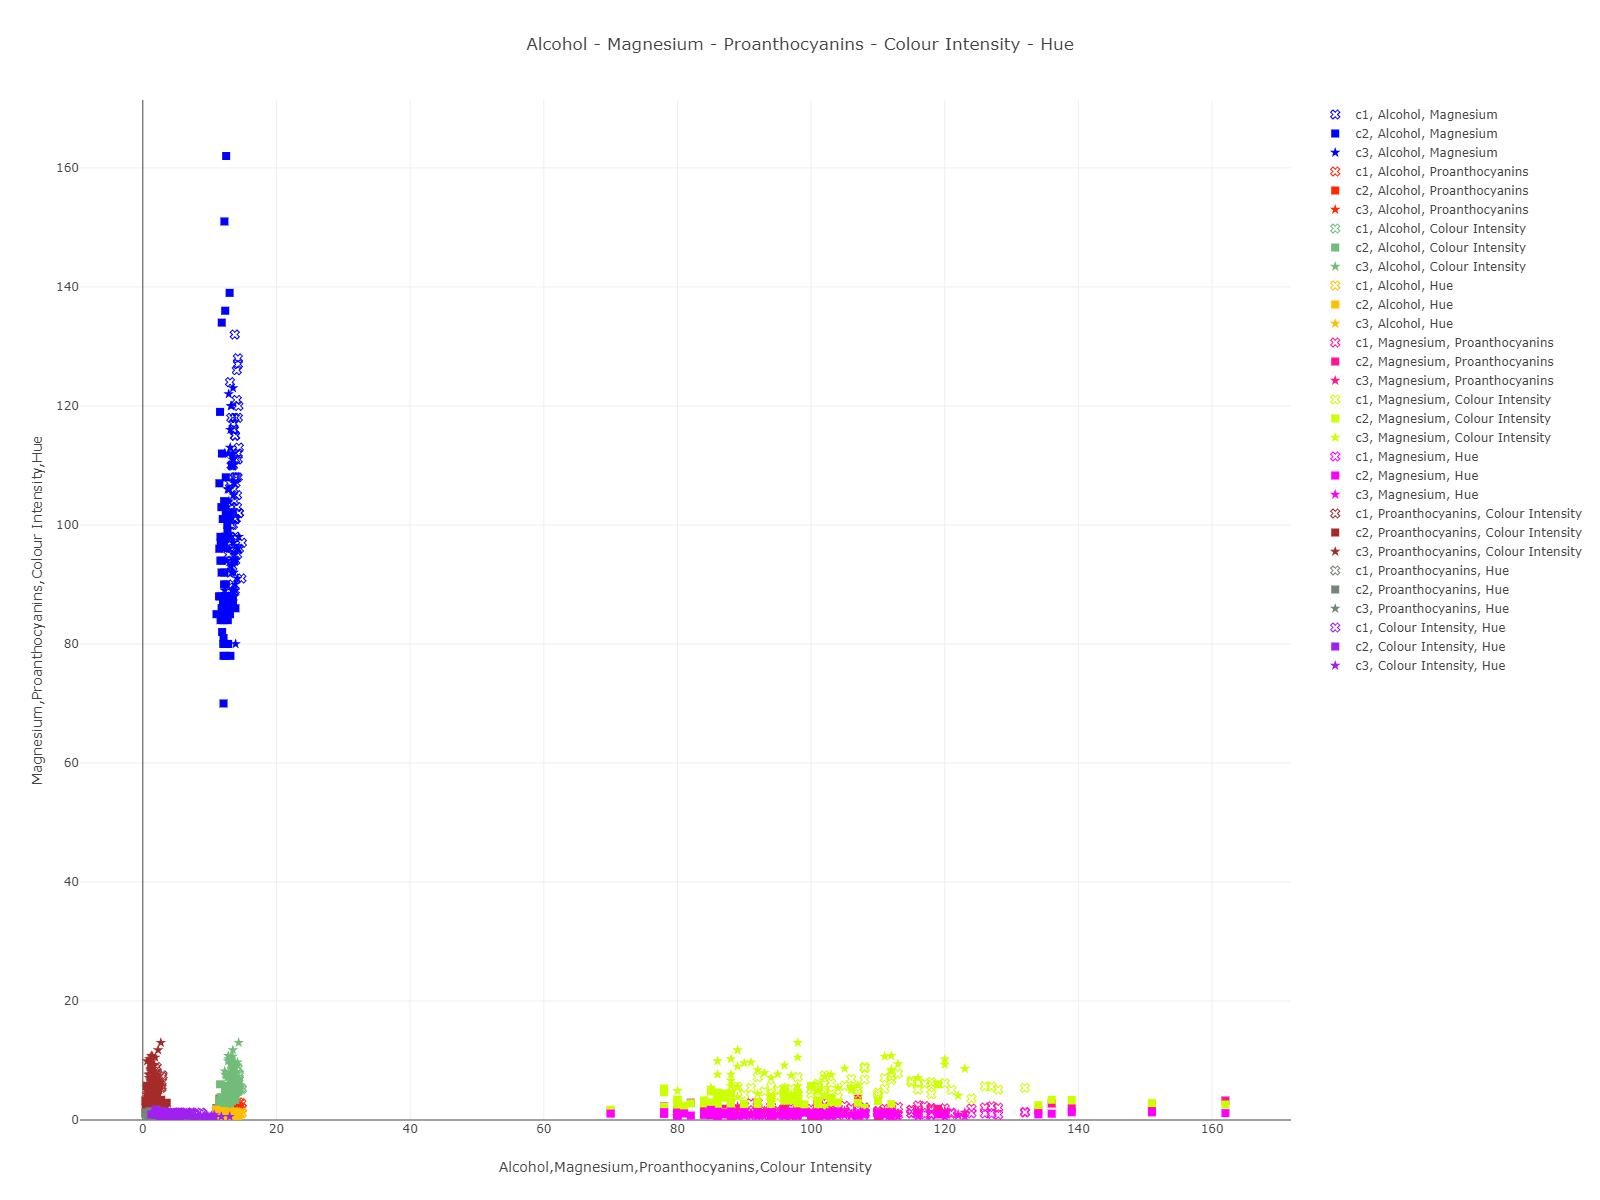 Alcohol - Magnesium - Proanthocyanins - Colour Intensity - Hue
c1, Alcohol, Magnesium
c2, Alcohol, Magnesium
c3, Alcohol, Magnesium
c1, Alcohol, Proanthocyanins
c2, Alcohol, Proanthocyanins
c3, Alcohol, Proanthocyanins
c1, Alcohol, Colour Intensity
c2, Alcohol, Colour Intensity
c3, Alcohol, Colour Intensity
c1, Alcohol, Hue
c2, Alcohol, Hue
c3, Alcohol, Hue
c1, Magnesium, Proanthocyanins
c2, Magnesium, Proanthocyanins
c3, Magnesium, Proanthocyanins
c1, Magnesium, Colour Intensity
c2, Magnesium, Colour Intensity
c3, Magnesium, Colour Intensity
c1, Magnesium, Hue
c2, Magnesium, Hue
c3, Magnesium, Hue
c1, Proanthocyanins, Colour Intensity
c2, Proanthocyanins, Colour Intensity
c3, Proanthocyanins, Colour Intensity
c1, Proanthocyanins, Hue
c2, Proanthocyanins, Hue
c3, Proanthocyanins, Hue
c1, Colour Intensity, Hue
c2, Colour Intensity, Hue
c3, Colour Intensity, Hue
Magnesium,Proanthocyanins,Colour Intensity,Hue
160
140
120
100
80
60
40
20
0
0 20 40 60 80 100 120 140 160
Alcohol,Magnesium,Proanthocyanins,Colour Intensity